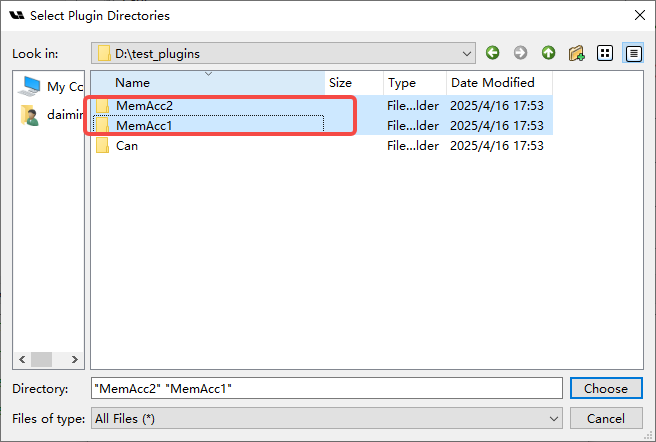 Select Plugin Directories
Look in: D:\test_plugins
My Co
daimin
Name Size Type Date Modified
MemAcc2 File...lder 2025/4/16 17:53
MemAcc1 File...lder 2025/4/16 17:53
Can File...lder 2025/4/16 17:53
Directory: "MemAcc2" "MemAcc1" Choose
Files of type: All Files (*) Cancel